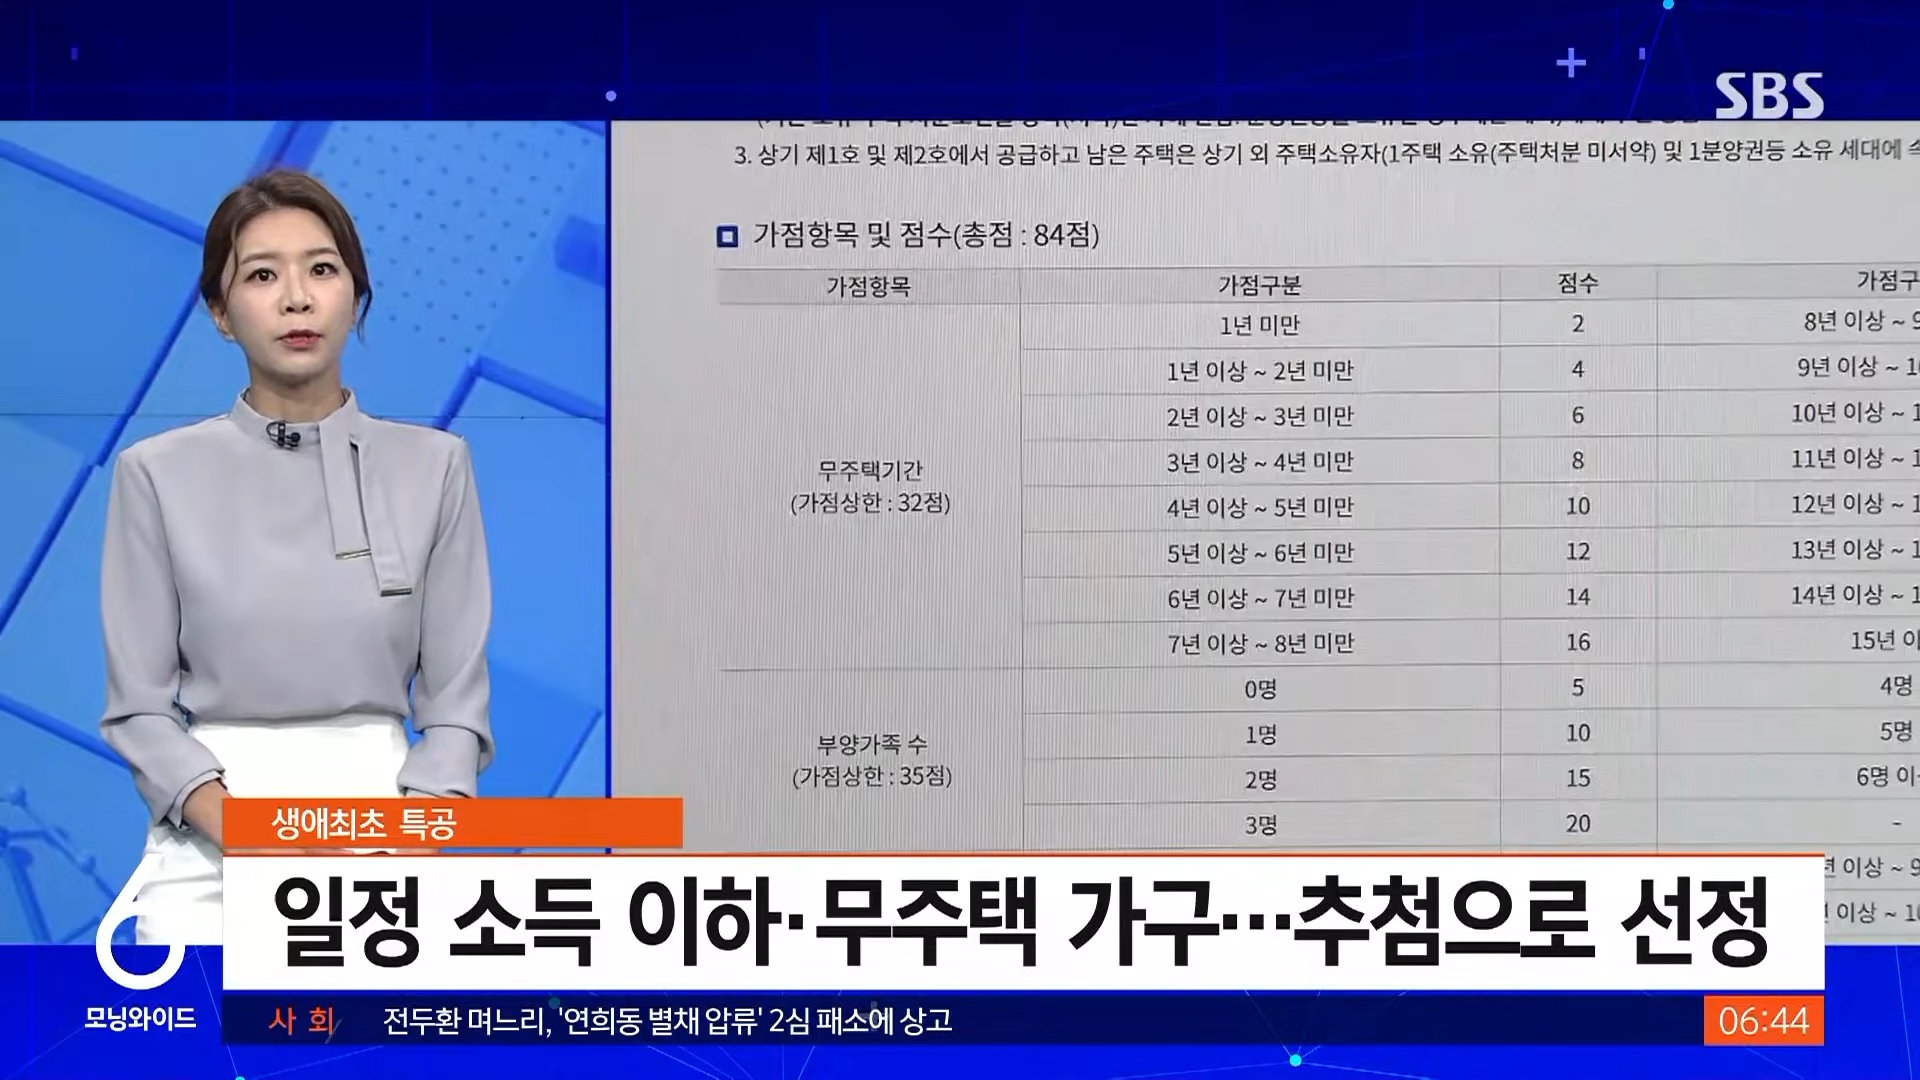 SBS
3. 상기 제1호 및 제2호에서 공급하고 남은 주택은 상기 외 주택소유자(1주택 소유(주택처분 미서약) 및 1분양권등 소유 세대에
가점항목 및 점수(총점 : 84점)
가점항목 가점구분 점수 가점구
무주택기간
(가점상한 : 32점)
1년 미만 2 8년 이상 ~
1년 이상 ~ 2년 미만 4 9년 이상 ~
2년 이상 ~ 3년 미만 6 10년 이상 ~
3년 이상 ~ 4년 미만 8 11년 이상 ~
4년 이상 ~ 5년 미만 10 12년 이상 ~
5년 이상 ~ 6년 미만 12 13년 이상 ~
6년 이상 ~ 7년 미만 14 14년 이상 ~
7년 이상 ~ 8년 미만 16 15년
부양가족 수
(가점상한 : 35점)
0명 5 4명
1명 10 5명
2명 15 6명
3명 20 -
년 이상 ~
이상 ~
생애최초 특공
일정 소득 이하·무주택 가구…추첨으로 선정
6
모닝와이드
사회 전두환 며느리, '연희동 별채 압류' 2심 패소에 상고
06:44